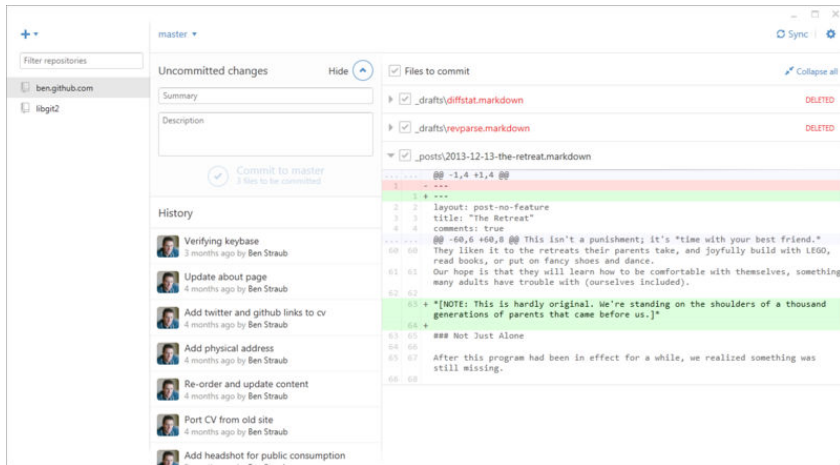 master
Sync
Filter repositories
ben.github.com
libgit2
Uncommitted changes
Hide
Summary
Description
Commit to master
3 files to be committed
History
Verifying keybase
3 months ago by Ben Straub
Update about page
4 months ago by Ben Straub
Add twitter and github links to cv
4 months ago by Ben Straub
Add physical address
4 months ago by Ben Straub
Re-order and update content
4 months ago by Ben Straub
Port CV from old site
4 months ago by Ben Straub
Add headshot for public consumption
Files to commit
Collapse all
_drafts\diffstat.markdown DELETED
_drafts\revparse.markdown DELETED
_posts\2013-12-13-the-retreat.markdown
... ... @@ -1,4 +1,4 @@
1 - ---
1 + ---
2 2 layout: post-no-feature
3 3 title: "The Retreat"
4 4 comments: true
... ... @@ -60,6 +60,8 @@ This isn't a punishment; it's *time with your best friend.*
60 60 They liken it to the retreats their parents take, and joyfully build with LEGO,
read books, or put on fancy shoes and dance.
61 61 Our hope is that they will learn how to be comfortable with themselves, something
many adults have trouble with (ourselves included).
62 62
63 + *[NOTE: This is hardly original. We're standing on the shoulders of a thousand
generations of parents that came before us.]*
64 +
63 65 ### Not Just Alone
64 66
65 67 After this program had been in effect for a while, we realized something was
still missing.
66 68